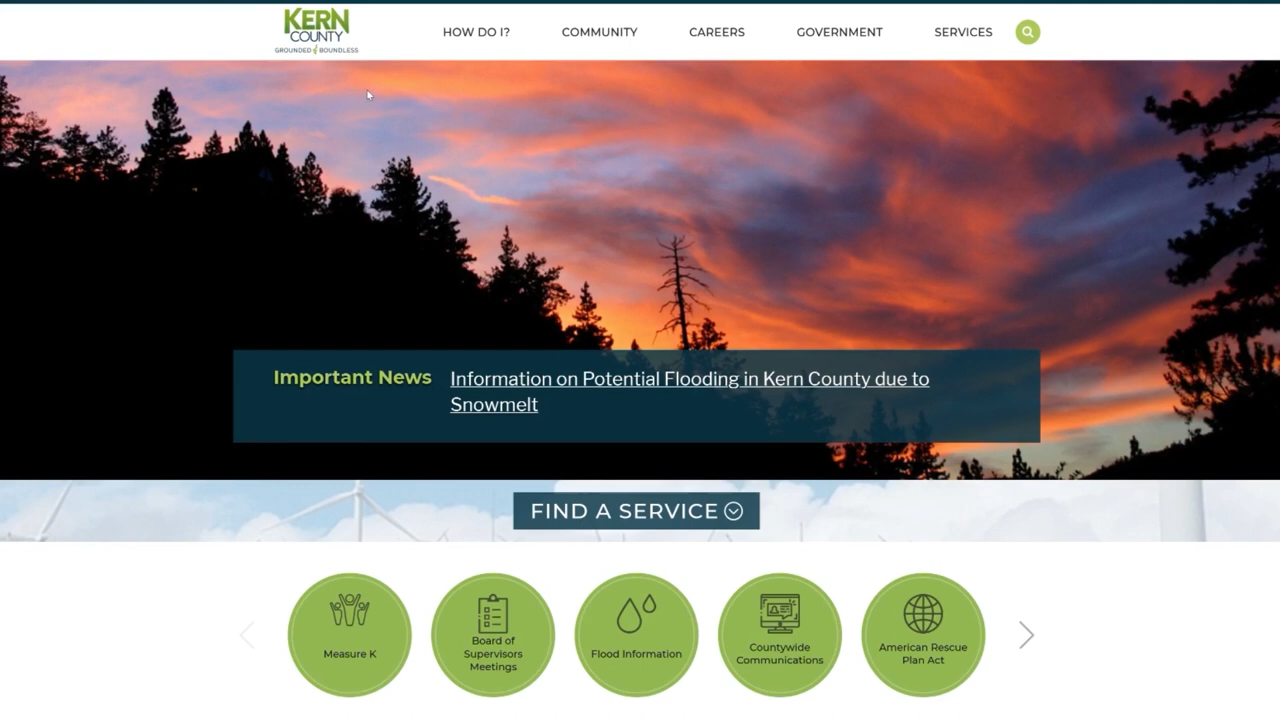 KERN
COUNTY
GROUNDED & BOUNDLESS
HOW DO I?
COMMUNITY
CAREERS
GOVERNMENT
SERVICES
Important News
Information on Potential Flooding in Kern County due to
Snowmelt
FIND A SERVICE
Measure K
Board of
Supervisors
Meetings
Flood Information
Countywide
Communications
American Rescue
Plan Act